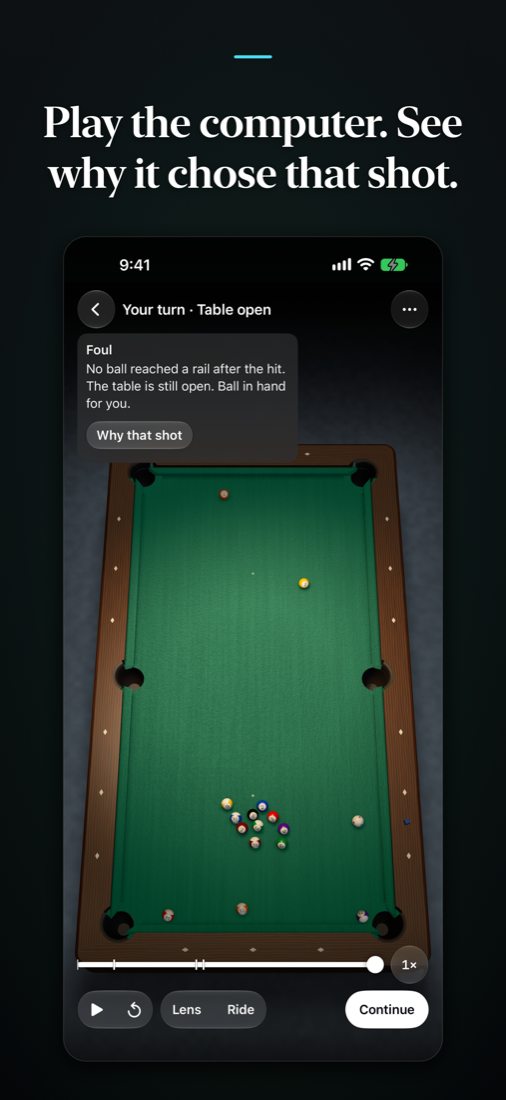 Play the computer. See
why it chose that shot.
9:41
Your turn · Table open
Foul
No ball reached a rail after the hit.
The table is still open. Ball in hand
for you.
Why that shot
1×
Lens
Ride
Continue